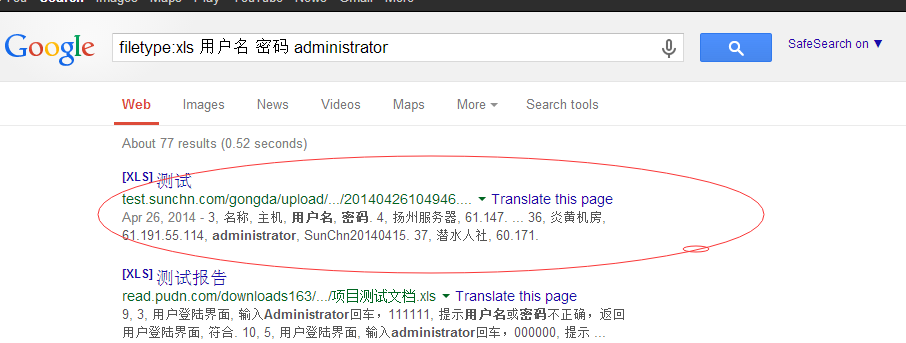 You Search Images Maps Play YouTube News Gmail More
Google
filetype:xls 用户名 密码 administrator
SafeSearch on ▼
Web Images News Videos Maps More Search tools
About 77 results (0.52 seconds)
[XLS] 测试
test.sunchn.com/gongda/upload/.../20140426104946.... ▼ Translate this page
Apr 26, 2014 - 3, 名称, 主机, 用户名, 密码. 4, 扬州服务器, 61.147. ... 36, 炎黄机房,
61.191.55.114, administrator, SunChn20140415. 37, 潜水人社, 60.171.
[XLS] 测试报告
read.pudn.com/downloads163/.../项目测试文档.xls ▼ Translate this page
9, 3, 用户登陆界面, 输入Administrator回车，111111, 提示用户名或密码不正确，返回
用户登陆界面, 符合. 10, 5, 用户登陆界面, 输入administrator回车，000000, 提示 ...